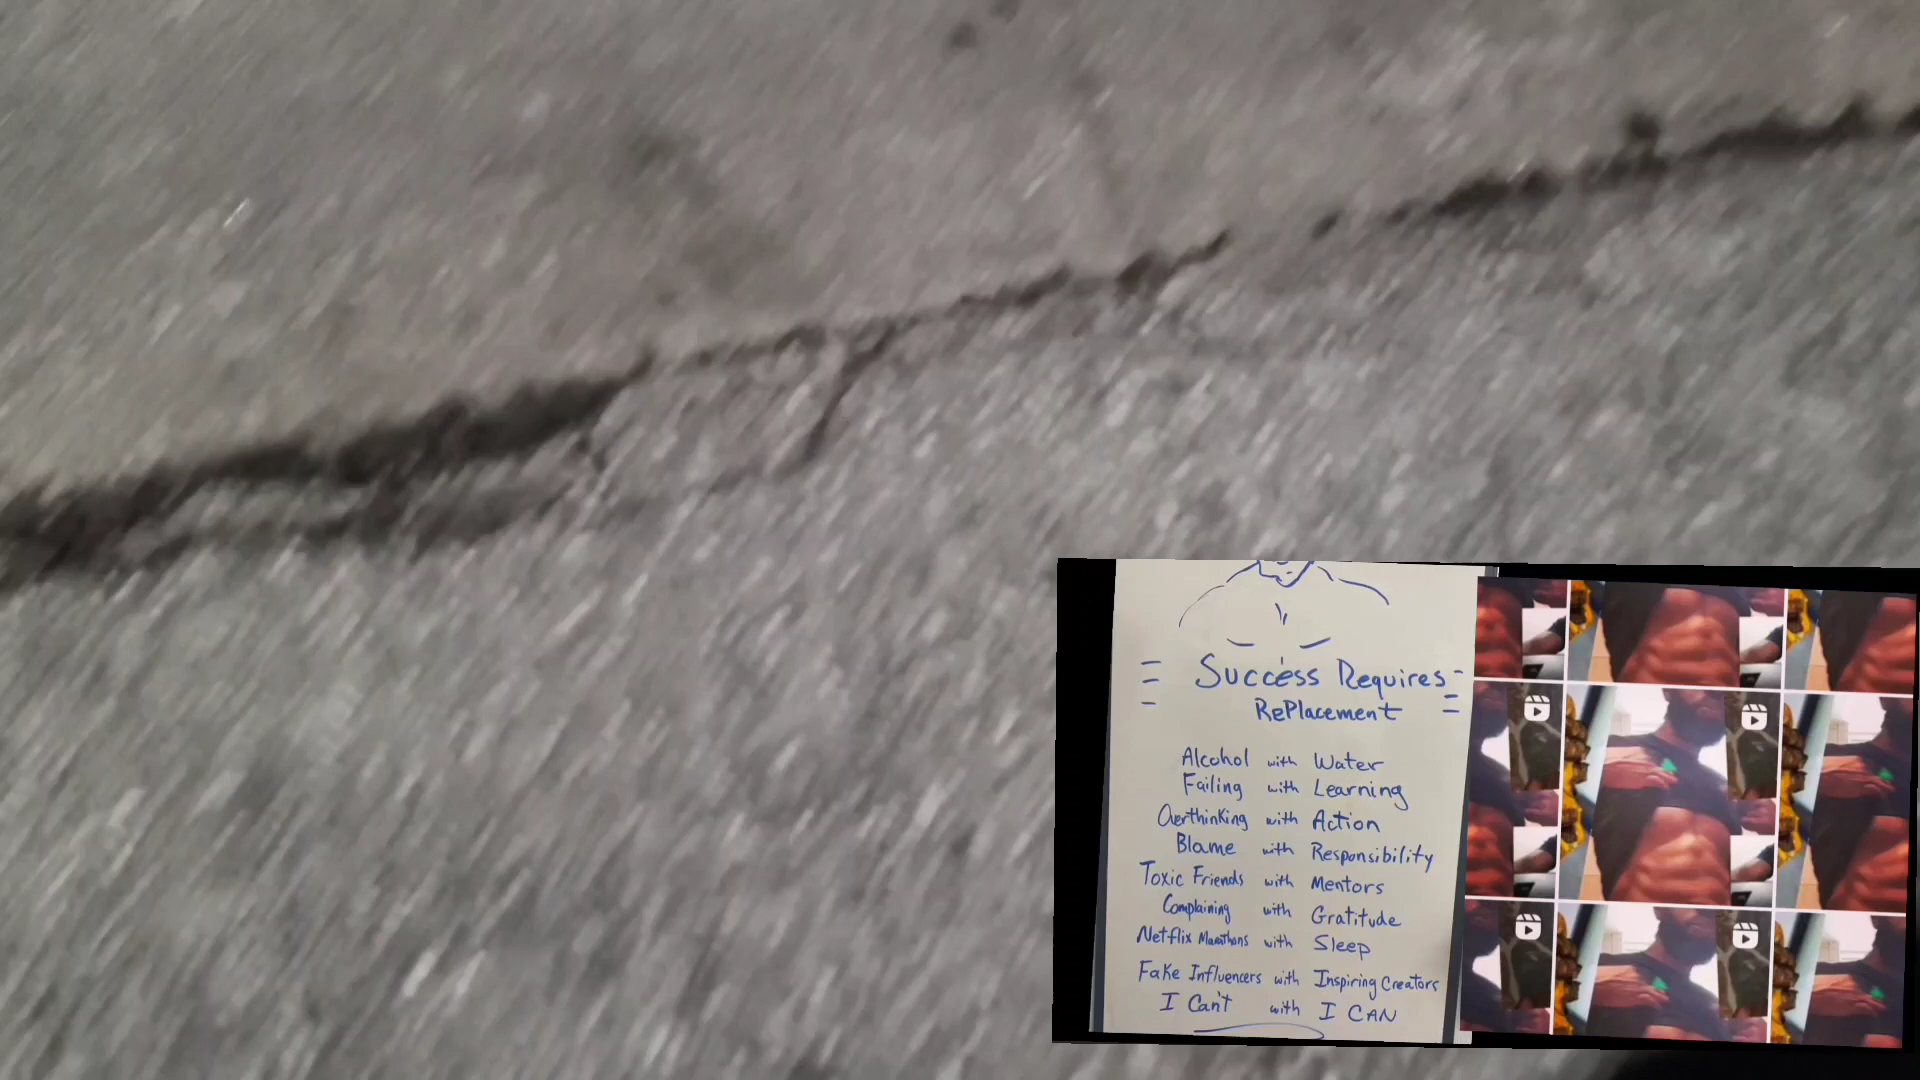 Success Requires
RePlacement
Alcohol with Water
Failing with Learning
OverthinKing with Action
Blame with Responsibility
Toxic Friends with Mentors
Complaining with Gratitude
Netflix Marathons with Sleep
Fake Influencers with Inspiring Creators
I Can't with I CAN